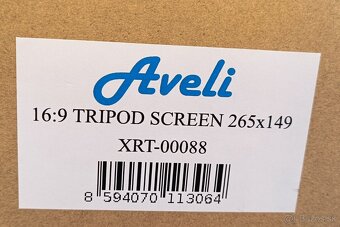 Aveli
16:9 TRIPOD SCREEN 265x149
XRT-00088
8 594070 113064